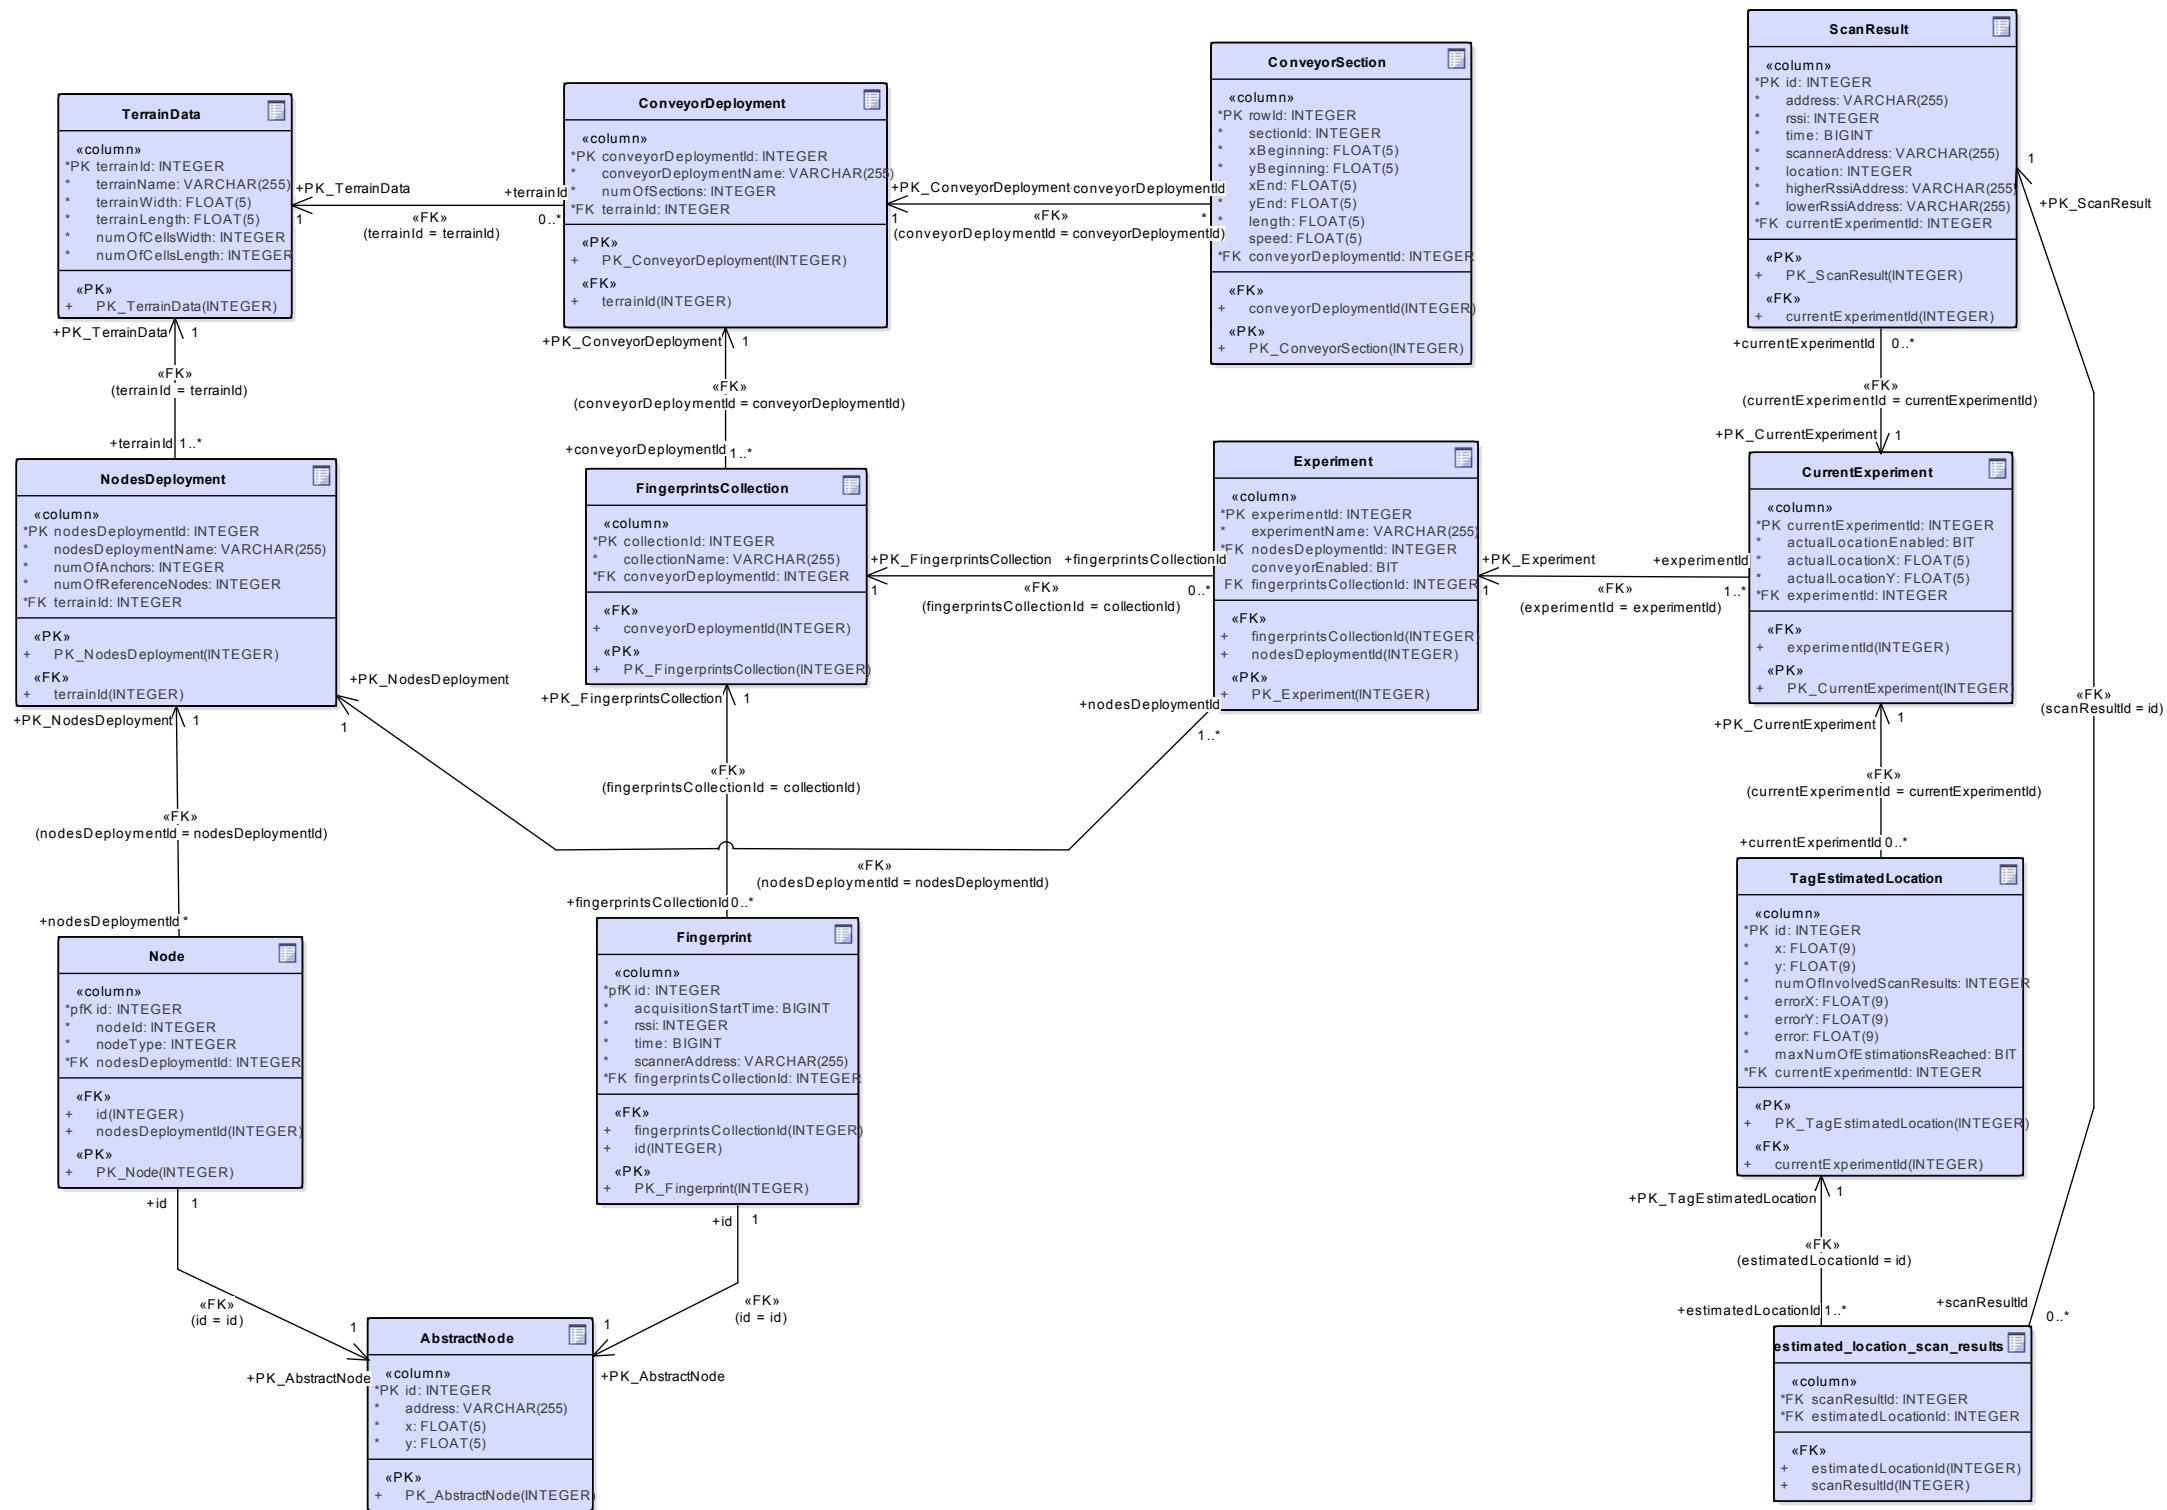 TerrainData
«column»
*PK terrainId: INTEGER
* terrainName: VARCHAR(255)
* terrainWidth: FLOAT(5)
* terrainLength: FLOAT(5)
* numOfCellsWidth: INTEGER
* numOfCellsLength: INTEGER
«PK»
+ PK_TerrainData(INTEGER)
+PK_TerrainData
1
«FK»
(terrainId = terrainId)
+terrainId
0..*
ConveyorDeployment
«column»
*PK conveyorDeploymentId: INTEGER
* conveyorDeploymentName: VARCHAR(255)
* numOfSections: INTEGER
*FK terrainId: INTEGER
«PK»
+ PK_ConveyorDeployment(INTEGER)
«FK»
+ terrainId(INTEGER)
+PK_ConveyorDeployment
1
«FK»
(conveyorDeploymentId = conveyorDeploymentId)
conveyorDeploymentId
*
ConveyorSection
«column»
*PK rowId: INTEGER
* sectionId: INTEGER
* xBeginning: FLOAT(5)
* yBeginning: FLOAT(5)
* xEnd: FLOAT(5)
* yEnd: FLOAT(5)
* length: FLOAT(5)
* speed: FLOAT(5)
*FK conveyorDeploymentId: INTEGER
«FK»
+ conveyorDeploymentId(INTEGER)
«PK»
+ PK_ConveyorSection(INTEGER)
ScanResult
«column»
*PK id: INTEGER
* address: VARCHAR(255)
* rssi: INTEGER
* time: BIGINT
* scannerAddress: VARCHAR(255)
* location: INTEGER
* higherRssiAddress: VARCHAR(255)
* lowerRssiAddress: VARCHAR(255)
*FK currentExperimentId: INTEGER
«PK»
+ PK_ScanResult(INTEGER)
«FK»
+ currentExperimentId(INTEGER)
1
+PK_ScanResult
+PK_TerrainData 1
«FK»
(terrainId = terrainId)
+terrainId 1..*
+PK_ConveyorDeployment 1
«FK»
(conveyorDeploymentId = conveyorDeploymentId)
+conveyorDeploymentId 1..*
+currentExperimentId 0..*
«FK»
(currentExperimentId = currentExperimentId)
+PK_CurrentExperiment 1
NodesDeployment
«column»
*PK nodesDeploymentId: INTEGER
* nodesDeploymentName: VARCHAR(255)
* numOfAnchors: INTEGER
* numOfReferenceNodes: INTEGER
*FK terrainId: INTEGER
«PK»
+ PK_NodesDeployment(INTEGER)
«FK»
+ terrainId(INTEGER)
FingerprintsCollection
«column»
*PK collectionId: INTEGER
* collectionName: VARCHAR(255)
*FK conveyorDeploymentId: INTEGER
«FK»
+ conveyorDeploymentId(INTEGER)
«PK»
+ PK_FingerprintsCollection(INTEGER)
+PK_FingerprintsCollection
1
«FK»
(fingerprintsCollectionId = collectionId)
+fingerprintsCollectionId
0..*
Experiment
«column»
*PK experimentId: INTEGER
* experimentName: VARCHAR(255)
*FK nodesDeploymentId: INTEGER
conveyorEnabled: BIT
FK fingerprintsCollectionId: INTEGER
«FK»
+ fingerprintsCollectionId(INTEGER)
+ nodesDeploymentId(INTEGER)
«PK»
+ PK_Experiment(INTEGER)
+PK_Experiment
1
«FK»
(experimentId = experimentId)
+experimentId
1..*
CurrentExperiment
«column»
*PK currentExperimentId: INTEGER
* actualLocationEnabled: BIT
* actualLocationX: FLOAT(5)
* actualLocationY: FLOAT(5)
*FK experimentId: INTEGER
«FK»
+ experimentId(INTEGER)
«PK»
+ PK_CurrentExperiment(INTEGER)
«FK»
(scanResultId = id)
+PK_NodesDeployment
1
+nodesDeploymentId
1..*
«FK»
(nodesDeploymentId = nodesDeploymentId)
+PK_NodesDeployment 1
«FK»
(nodesDeploymentId = nodesDeploymentId)
+nodesDeploymentId *
+PK_FingerprintsCollection 1
«FK»
(fingerprintsCollectionId = collectionId)
+fingerprintsCollectionId 0..*
+PK_CurrentExperiment 1
«FK»
(currentExperimentId = currentExperimentId)
+currentExperimentId 0..*
Node
«column»
*pfK id: INTEGER
* nodeId: INTEGER
* nodeType: INTEGER
*FK nodesDeploymentId: INTEGER
«FK»
+ id(INTEGER)
+ nodesDeploymentId(INTEGER)
«PK»
+ PK_Node(INTEGER)
Fingerprint
«column»
*pfK id: INTEGER
* acquisitionStartTime: BIGINT
* rssi: INTEGER
* time: BIGINT
* scannerAddress: VARCHAR(255)
*FK fingerprintsCollectionId: INTEGER
«FK»
+ fingerprintsCollectionId(INTEGER)
+ id(INTEGER)
«PK»
+ PK_Fingerprint(INTEGER)
TagEstimatedLocation
«column»
*PK id: INTEGER
* x: FLOAT(9)
* y: FLOAT(9)
* numOfInvolvedScanResults: INTEGER
* errorX: FLOAT(9)
* errorY: FLOAT(9)
* error: FLOAT(9)
* maxNumOfEstimationsReached: BIT
*FK currentExperimentId: INTEGER
«PK»
+ PK_TagEstimatedLocation(INTEGER)
«FK»
+ currentExperimentId(INTEGER)
+id 1
«FK»
(id = id)
1
+PK_AbstractNode
+id 1
«FK»
(id = id)
1
+PK_AbstractNode
AbstractNode
«column»
*PK id: INTEGER
* address: VARCHAR(255)
* x: FLOAT(5)
* y: FLOAT(5)
«PK»
+ PK_AbstractNode(INTEGER)
+PK_TagEstimatedLocation 1
«FK»
(estimatedLocationId = id)
+estimatedLocationId 1..*
+scanResultId
0..*
estimated_location_scan_results
«column»
*FK scanResultId: INTEGER
*FK estimatedLocationId: INTEGER
«FK»
+ estimatedLocationId(INTEGER)
+ scanResultId(INTEGER)